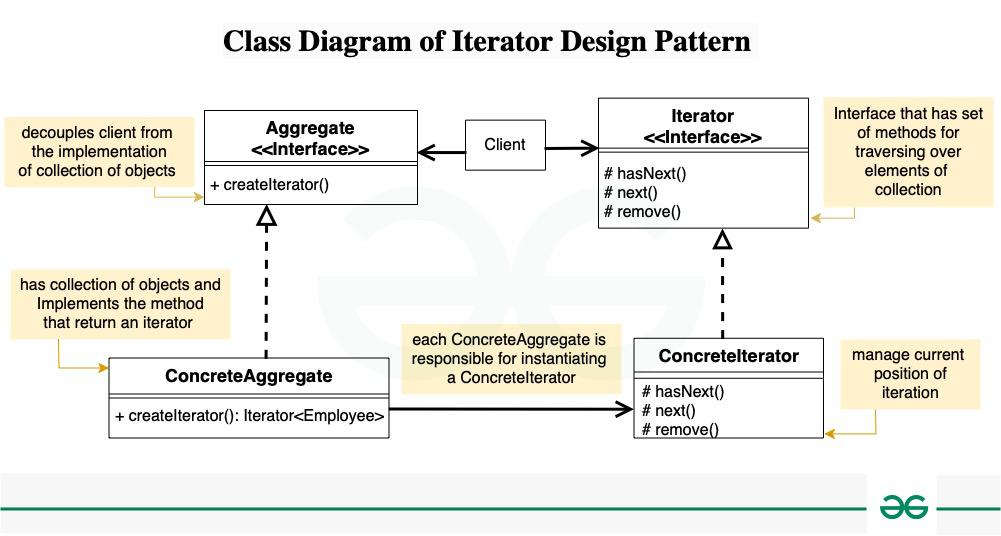 Class Diagram of Iterator Design Pattern
decouples client from
the implementation
of collection of objects
Aggregate
<<Interface>>
+ createIterator()
Client
Iterator
<<Interface>>
# hasNext()
# next()
# remove()
Interface that has set
of methods for
traversing over
elements of
collection
has collection of objects and
Implements the method
that return an iterator
each ConcreteAggregate is
responsible for instantiating
a ConcreteIterator
ConcreteAggregate
+ createIterator(): Iterator<Employee>
ConcreteIterator
# hasNext()
# next()
# remove()
manage current
position of
iteration